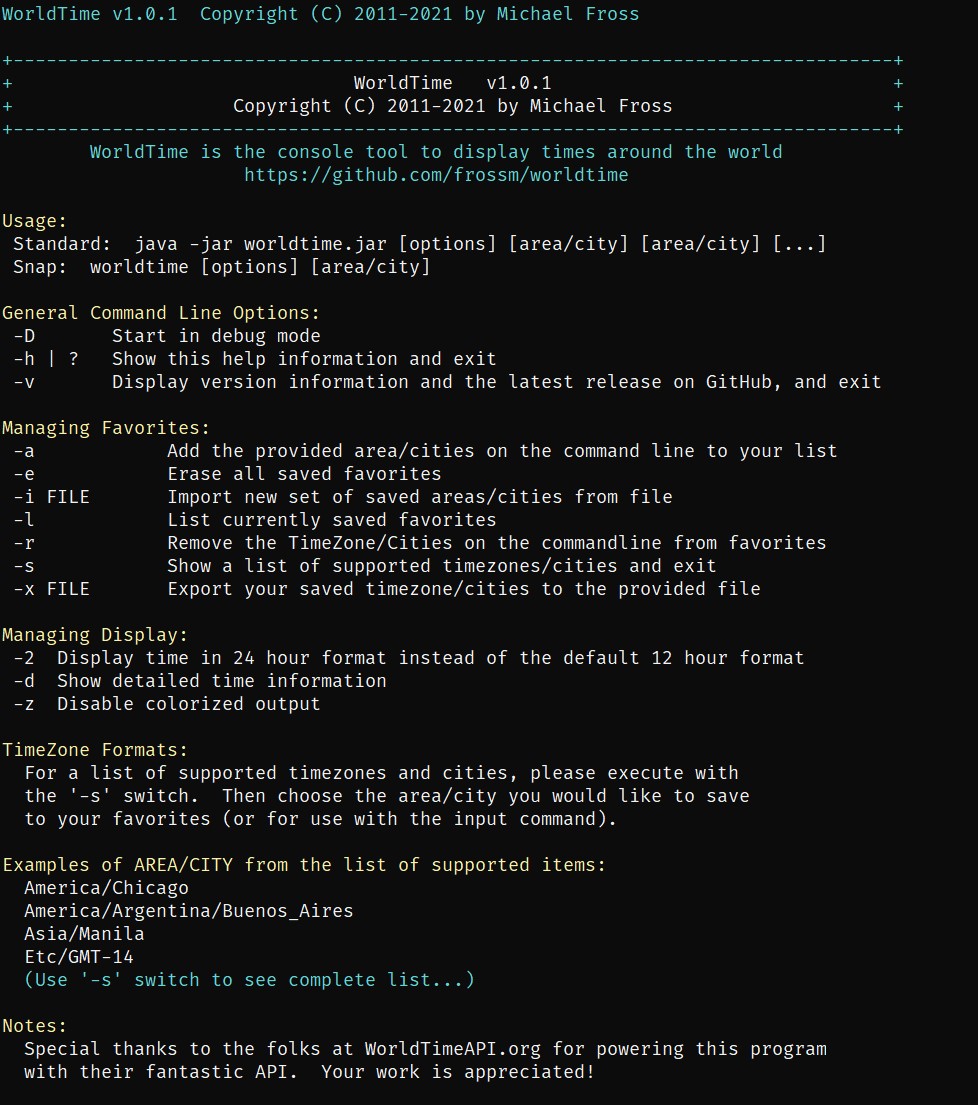 WorldTime v1.0.1  Copyright (C) 2011-2021 by Michael Fross
+--------------------------------------------------------------------------------+
+                               WorldTime   v1.0.1                               +
+                    Copyright (C) 2011-2021 by Michael Fross                    +
+--------------------------------------------------------------------------------+
        WorldTime is the console tool to display times around the world
                      https://github.com/frossm/worldtime
Usage:
 Standard:  java -jar worldtime.jar [options] [area/city] [area/city] [...]
 Snap:  worldtime [options] [area/city]
General Command Line Options:
 -D       Start in debug mode
 -h | ?   Show this help information and exit
 -v       Display version information and the latest release on GitHub, and exit
Managing Favorites:
 -a            Add the provided area/cities on the command line to your list
 -e            Erase all saved favorites
 -i FILE       Import new set of saved areas/cities from file
 -l            List currently saved favorites
 -r            Remove the TimeZone/Cities on the commandline from favorites
 -s            Show a list of supported timezones/cities and exit
 -x FILE       Export your saved timezone/cities to the provided file
Managing Display:
 -2  Display time in 24 hour format instead of the default 12 hour format
 -d  Show detailed time information
 -z  Disable colorized output
TimeZone Formats:
  For a list of supported timezones and cities, please execute with
  the '-s' switch.  Then choose the area/city you would like to save
  to your favorites (or for use with the input command).
Examples of AREA/CITY from the list of supported items:
  America/Chicago
  America/Argentina/Buenos_Aires
  Asia/Manila
  Etc/GMT-14
  (Use '-s' switch to see complete list...)
Notes:
  Special thanks to the folks at WorldTimeAPI.org for powering this program
  with their fantastic API.  Your work is appreciated!